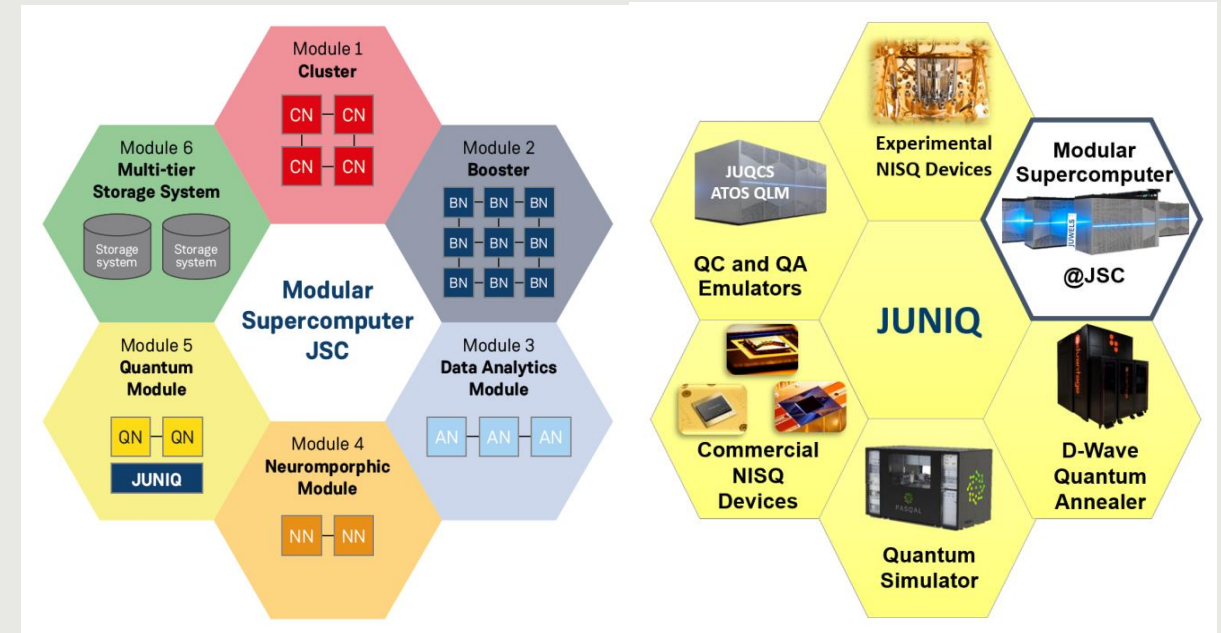 Module 1
Cluster
CN
CN
CN
CN
Module 2
Booster
BN
BN
BN
BN
BN
BN
BN
BN
BN
Module 3
Data Analytics
Module
AN
AN
AN
Module 4
Neuromporphic
Module
NN
NN
Module 5
Quantum
Module
QN
QN
JUNIQ
Module 6
Multi-tier
Storage System
Storage
system
Storage
system
Modular
Supercomputer
JSC
Experimental
NISQ Devices
Modular
Supercomputer
JUWELS
@JSC
D-Wave
Quantum
Annealer
PASQAL
Quantum
Simulator
Commercial
NISQ
Devices
JUQCS
ATOS QLM
QC and QA
Emulators
JUNIQ